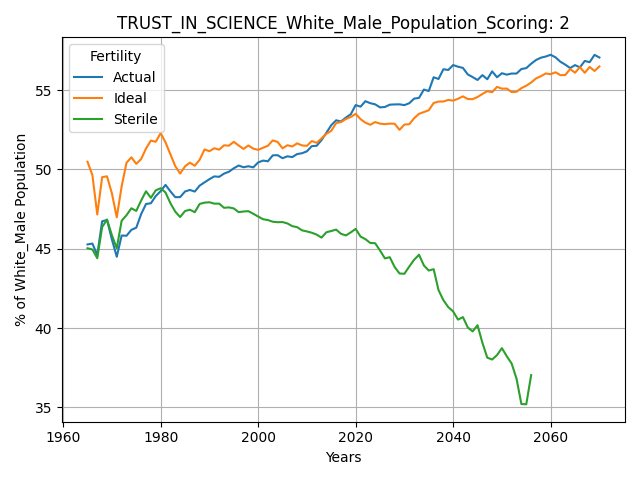 TRUST_IN_SCIENCE_White_Male_Population_Scoring: 2
Fertility
Actual
Ideal
Sterile
% of White_Male Population
55
50
45
40
35
1960
1980
2000
2020
2040
2060
Years